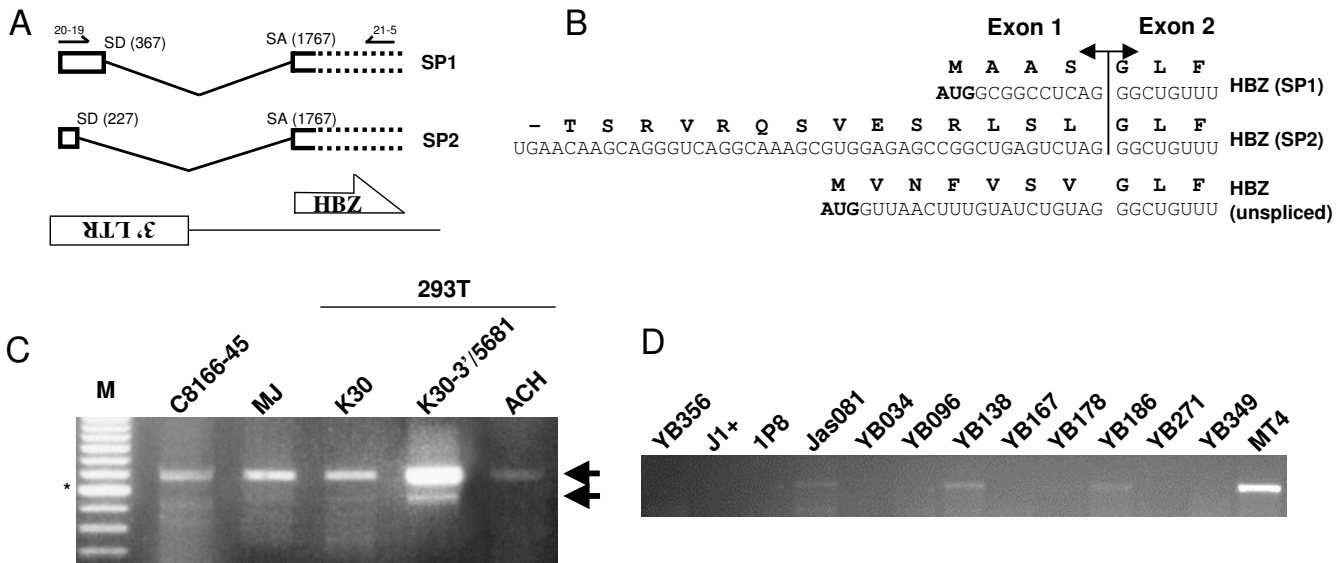 A
20-19
21-5
SD (367)
SA (1767)
SP1
SD (227)
SA (1767)
SP2
HBZ
3' LTR
B
Exon 1
Exon 2
M A A S G L F
AUGGCGGCCUCAG GGCUGUUU
HBZ (SP1)
– T S R V R Q S V E S R L S L G L F
UGAACAAGCAGGGUCAGGCAAAGCGUGGAGAGCCGGCUGAGUCUAG GGCUGUUU
HBZ (SP2)
M V N F V S V G L F
AUGGUUAACUUUGUAUCUGUAG GGCUGUUU
HBZ
(unspliced)
C
293T
M
C8166-45
MJ
K30
K30-3'/5681
ACH
*
D
YB356
J1+
1P8
Jas081
YB034
YB096
YB138
YB167
YB178
YB186
YB271
YB349
MT4